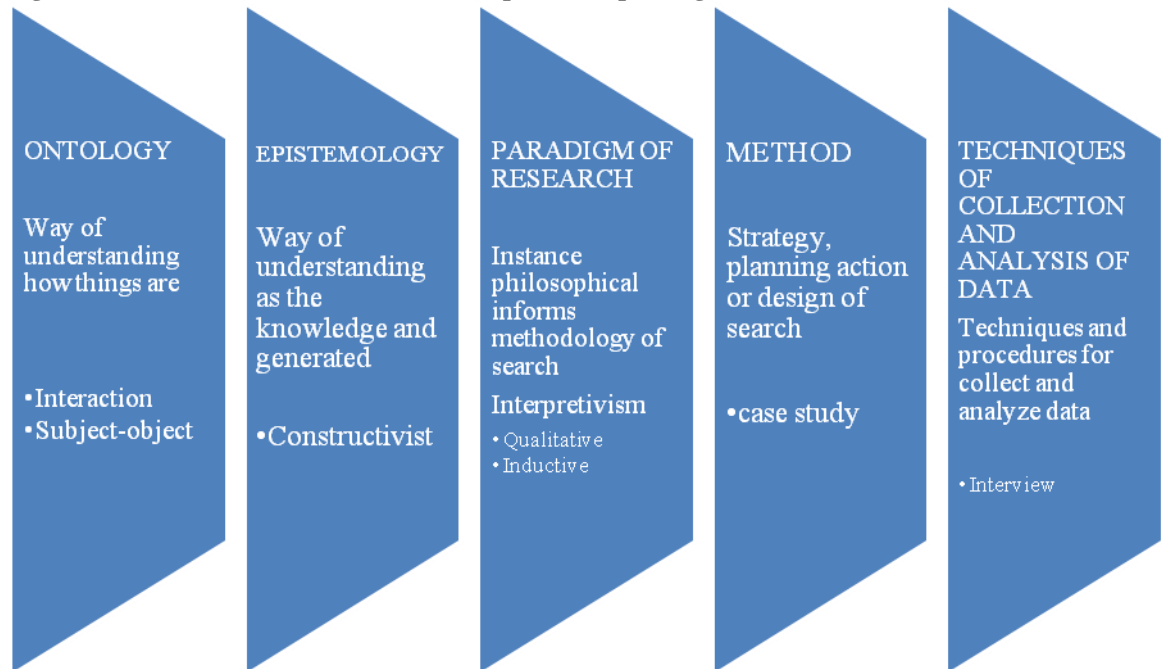 ONTOLOGY
Way of
understanding
how things are
•Interaction
•Subject-object
EPISTEMOLOGY
Way of
understanding
as the
knowledge and
generated
•Constructivist
PARADIGM OF
RESEARCH
Instance
philosophical
informs
methodology of
search
Interpretivism
• Qualitative
• Inductive
METHOD
Strategy,
planning action
or design of
search
•case study
TECHNIQUES
OF
COLLECTION
AND
ANALYSIS OF
DATA
Techniques and
procedures for
collect and
analyze data
• Interview